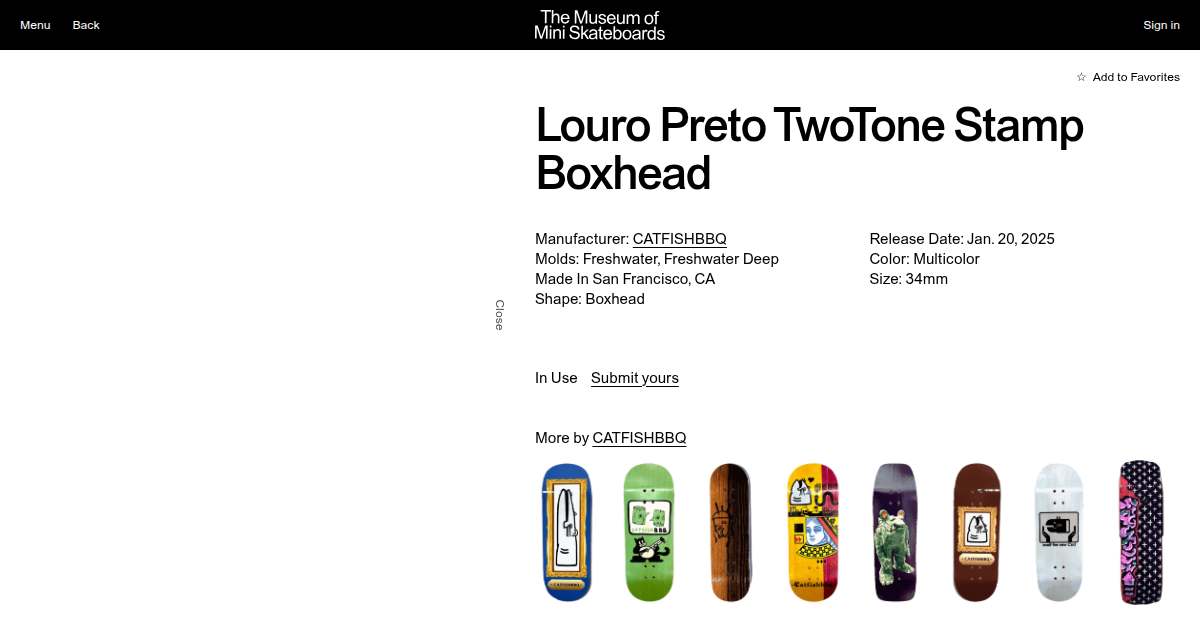 Menu
Back
The Museum of
Mini Skateboards
Sign in
☆ Add to Favorites
Louro Preto TwoTone Stamp
Boxhead
Manufacturer: CATFISHBBQ
Molds: Freshwater, Freshwater Deep
Made In San Francisco, CA
Shape: Boxhead
Release Date: Jan. 20, 2025
Color: Multicolor
Size: 34mm
Close
In Use
Submit yours
More by CATFISHBBQ